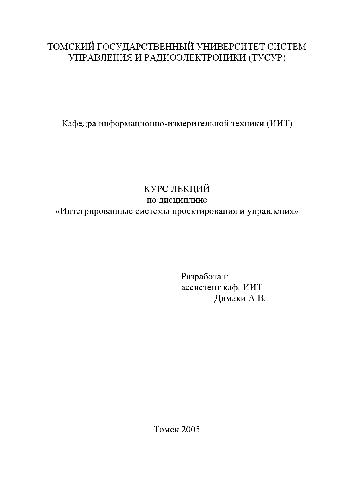 ТОМСКИЙ ГОСУДАРСТВЕННЫЙ УНИВЕРСИТЕТ СИСТЕМ
УПРАВЛЕНИЯ И РАДИОЭЛЕКТРОНИКИ (ТУСУР)
Кафедра информационно-измерительной техники (ИИТ)
КУРС ЛЕКЦИЙ
по дисциплине
«Интегрированные системы проектирования и управления»
Разработал:
ассистент каф. ИИТ
Димаки А.В.
Томск 2005